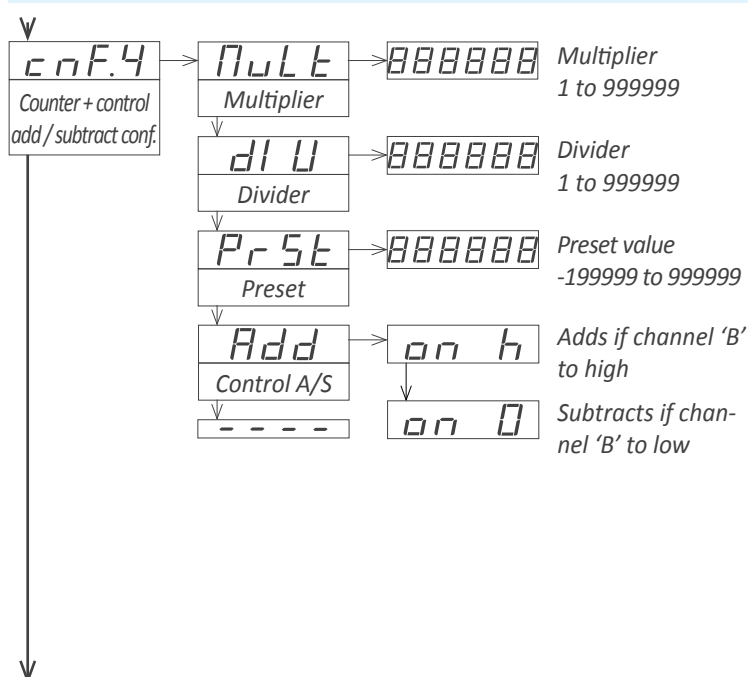 cnF.4
Counter + control
add / subtract conf.
MuLt
Multiplier
888888
Multiplier
1 to 999999
dIU
Divider
888888
Divider
1 to 999999
PrSt
Preset
888888
Preset value
-199999 to 999999
Add
Control A/S
on h
Adds if channel ‘B’
to high
- - - -
on 0
Subtracts if chan-
nel ‘B’ to low